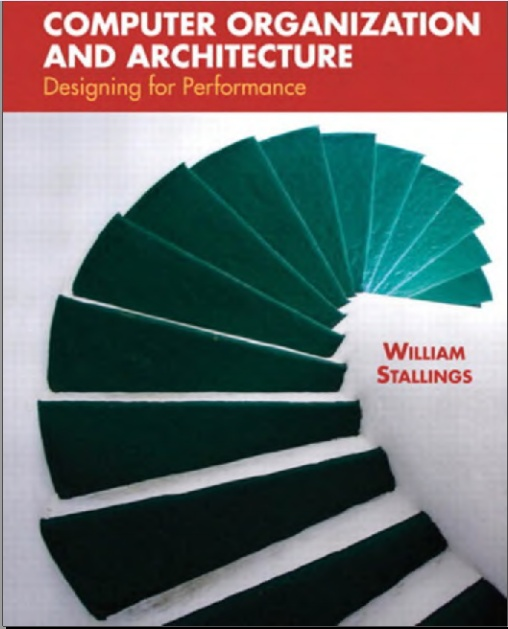 COMPUTER ORGANIZATION
AND ARCHITECTURE
Designing for Performance
WILLIAM
STALLINGS